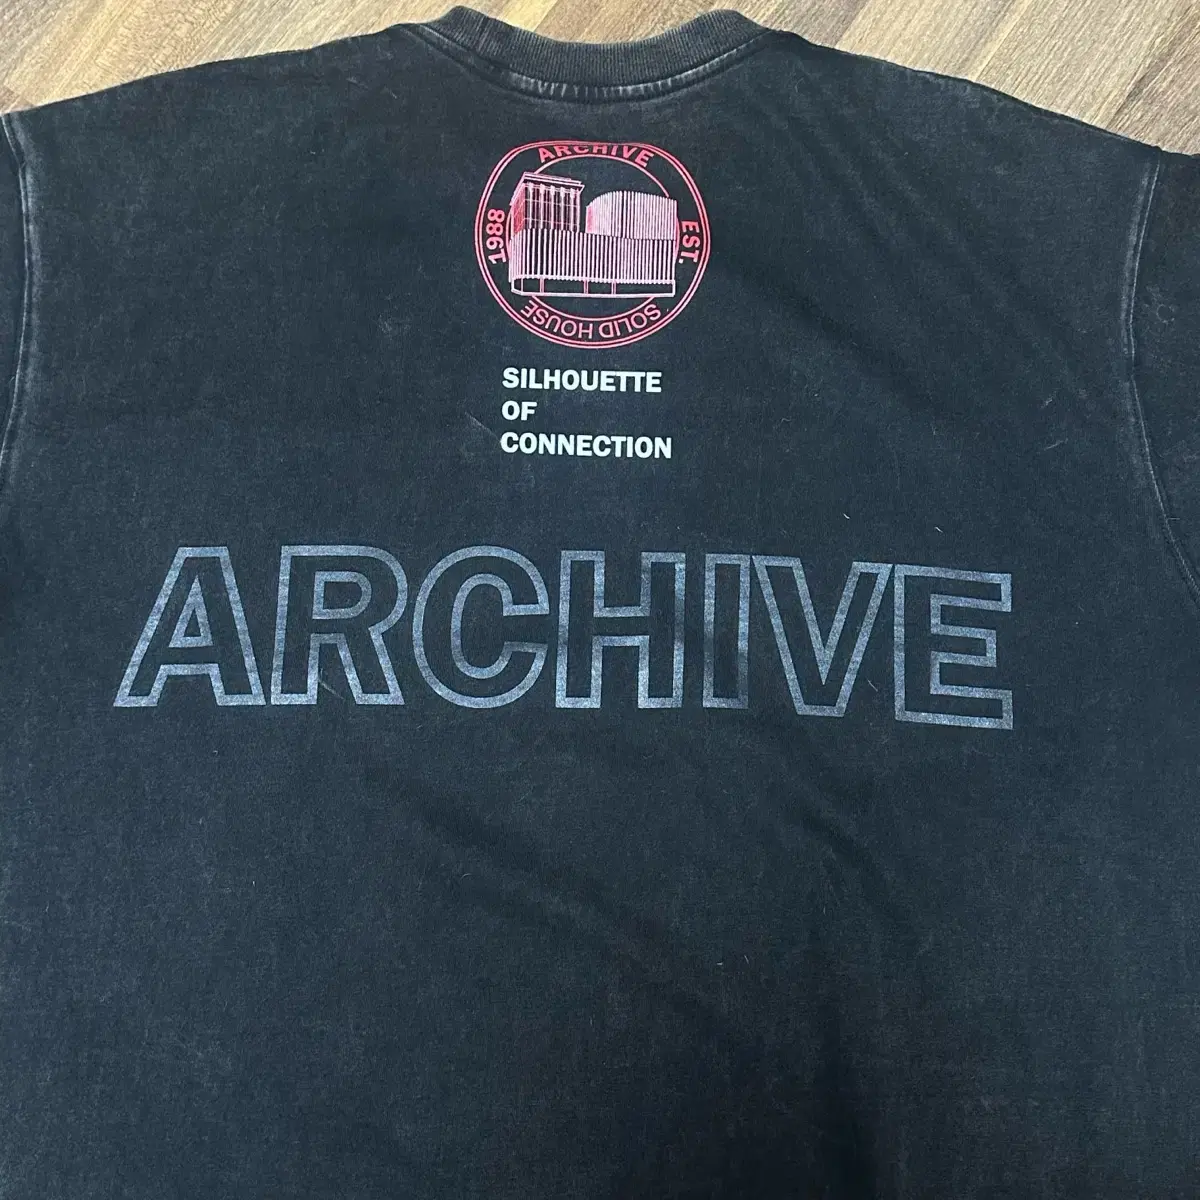 ARCHIVE
1988
EST.
SOLID HOUSE
SILHOUETTE
OF
CONNECTION
ARCHIVE